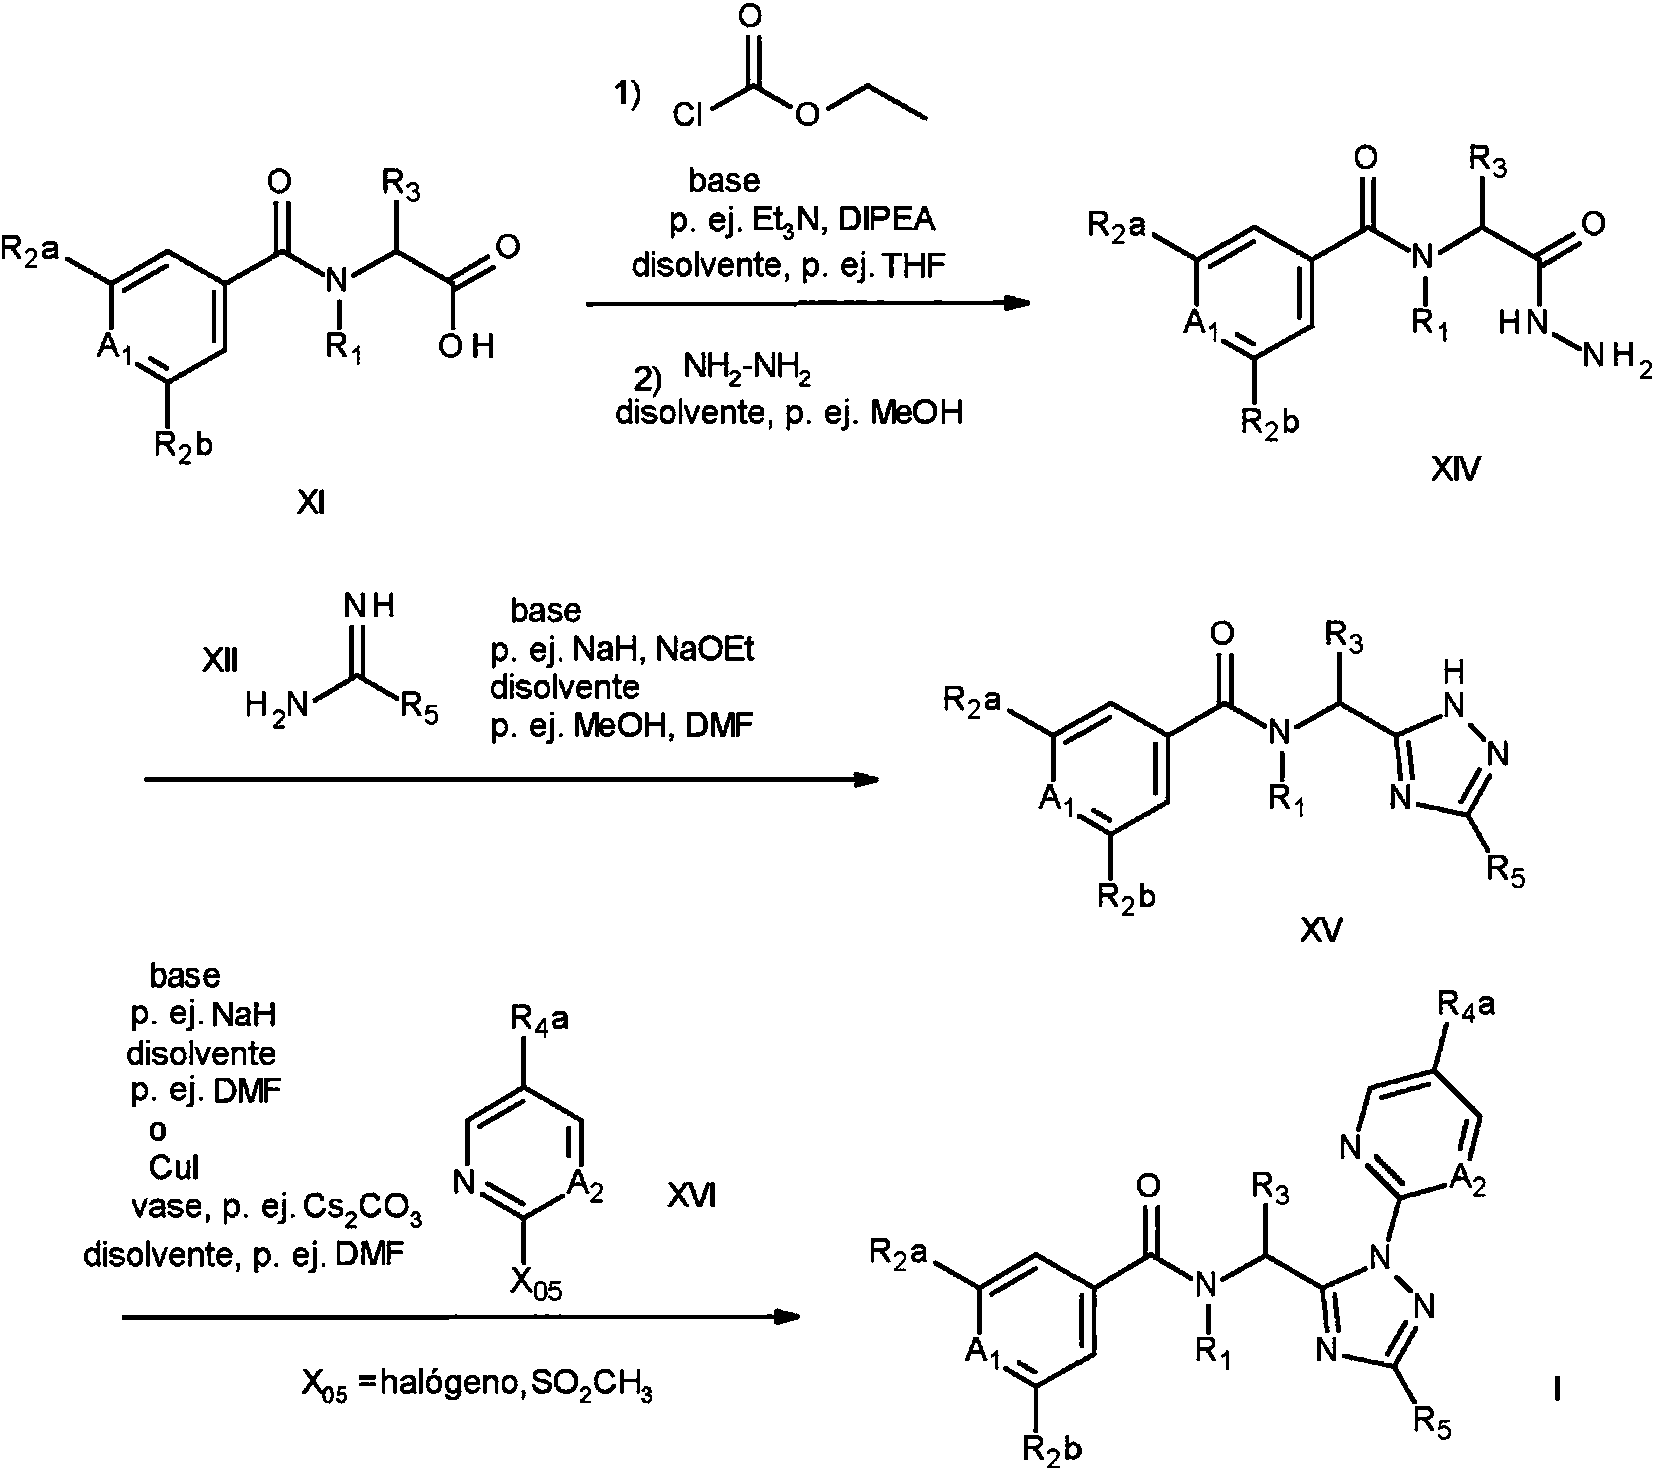 O
1)
Cl
O
base
p. ej. Et3N, DIPEA
disolvente, p. ej. THF
2) NH2-NH2
disolvente, p. ej. MeOH
O
R3
R2a
N
O
A1
R1
OH
R2b
XI
O
R3
R2a
N
O
A1
R1
HN
NH2
R2b
XIV
XII
NH
H2N
R5
base
p. ej. NaH, NaOEt
disolvente
p. ej. MeOH, DMF
O
R3
H
R2a
N
N
N
A1
R1
N
R5
R2b
XV
base
p. ej. NaH
disolvente
p. ej. DMF
o
CuI
vase, p. ej. Cs2CO3
disolvente, p. ej. DMF
R4a
N
A2
XVI
X05
X05 =halógeno, SO2CH3
R4a
N
A2
O
R3
R2a
N
N
N
A1
R1
N
R5
R2b
I